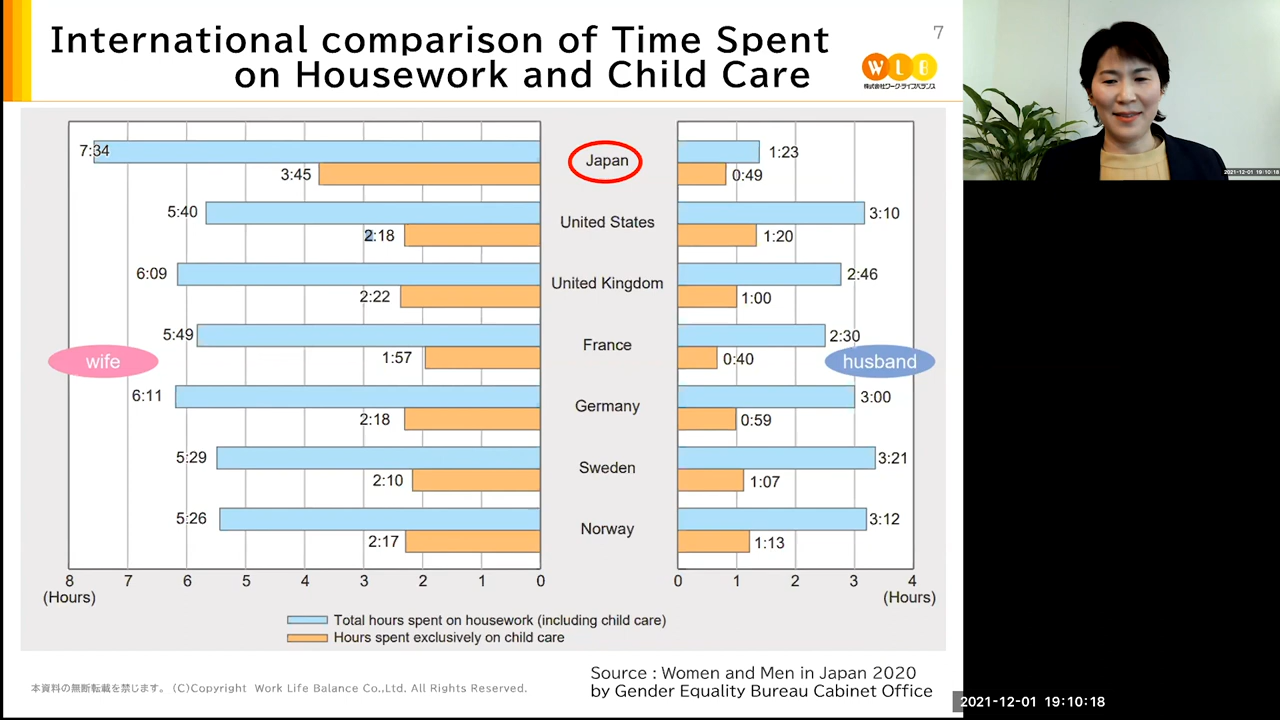 International comparison of Time Spent
on Housework and Child Care
7
W L B
株式会社ワーク・ライフバランス
2021-12-01 19:10:18
7:34
3:45
Japan
1:23
0:49
5:40
2:18
United States
3:10
1:20
6:09
2:22
United Kingdom
2:46
1:00
5:49
1:57
France
2:30
0:40
wife
husband
6:11
2:18
Germany
3:00
0:59
5:29
2:10
Sweden
3:21
1:07
5:26
2:17
Norway
3:12
1:13
8 7 6 5 4 3 2 1 0
0 1 2 3 4
(Hours)
(Hours)
Total hours spent on housework (including child care)
Hours spent exclusively on child care
Source : Women and Men in Japan 2020
by Gender Equality Bureau Cabinet Office
本資料の無断転載を禁じます。 (C)Copyright Work Life Balance Co.,Ltd. All Rights Reserved.
2021-12-01 19:10:18